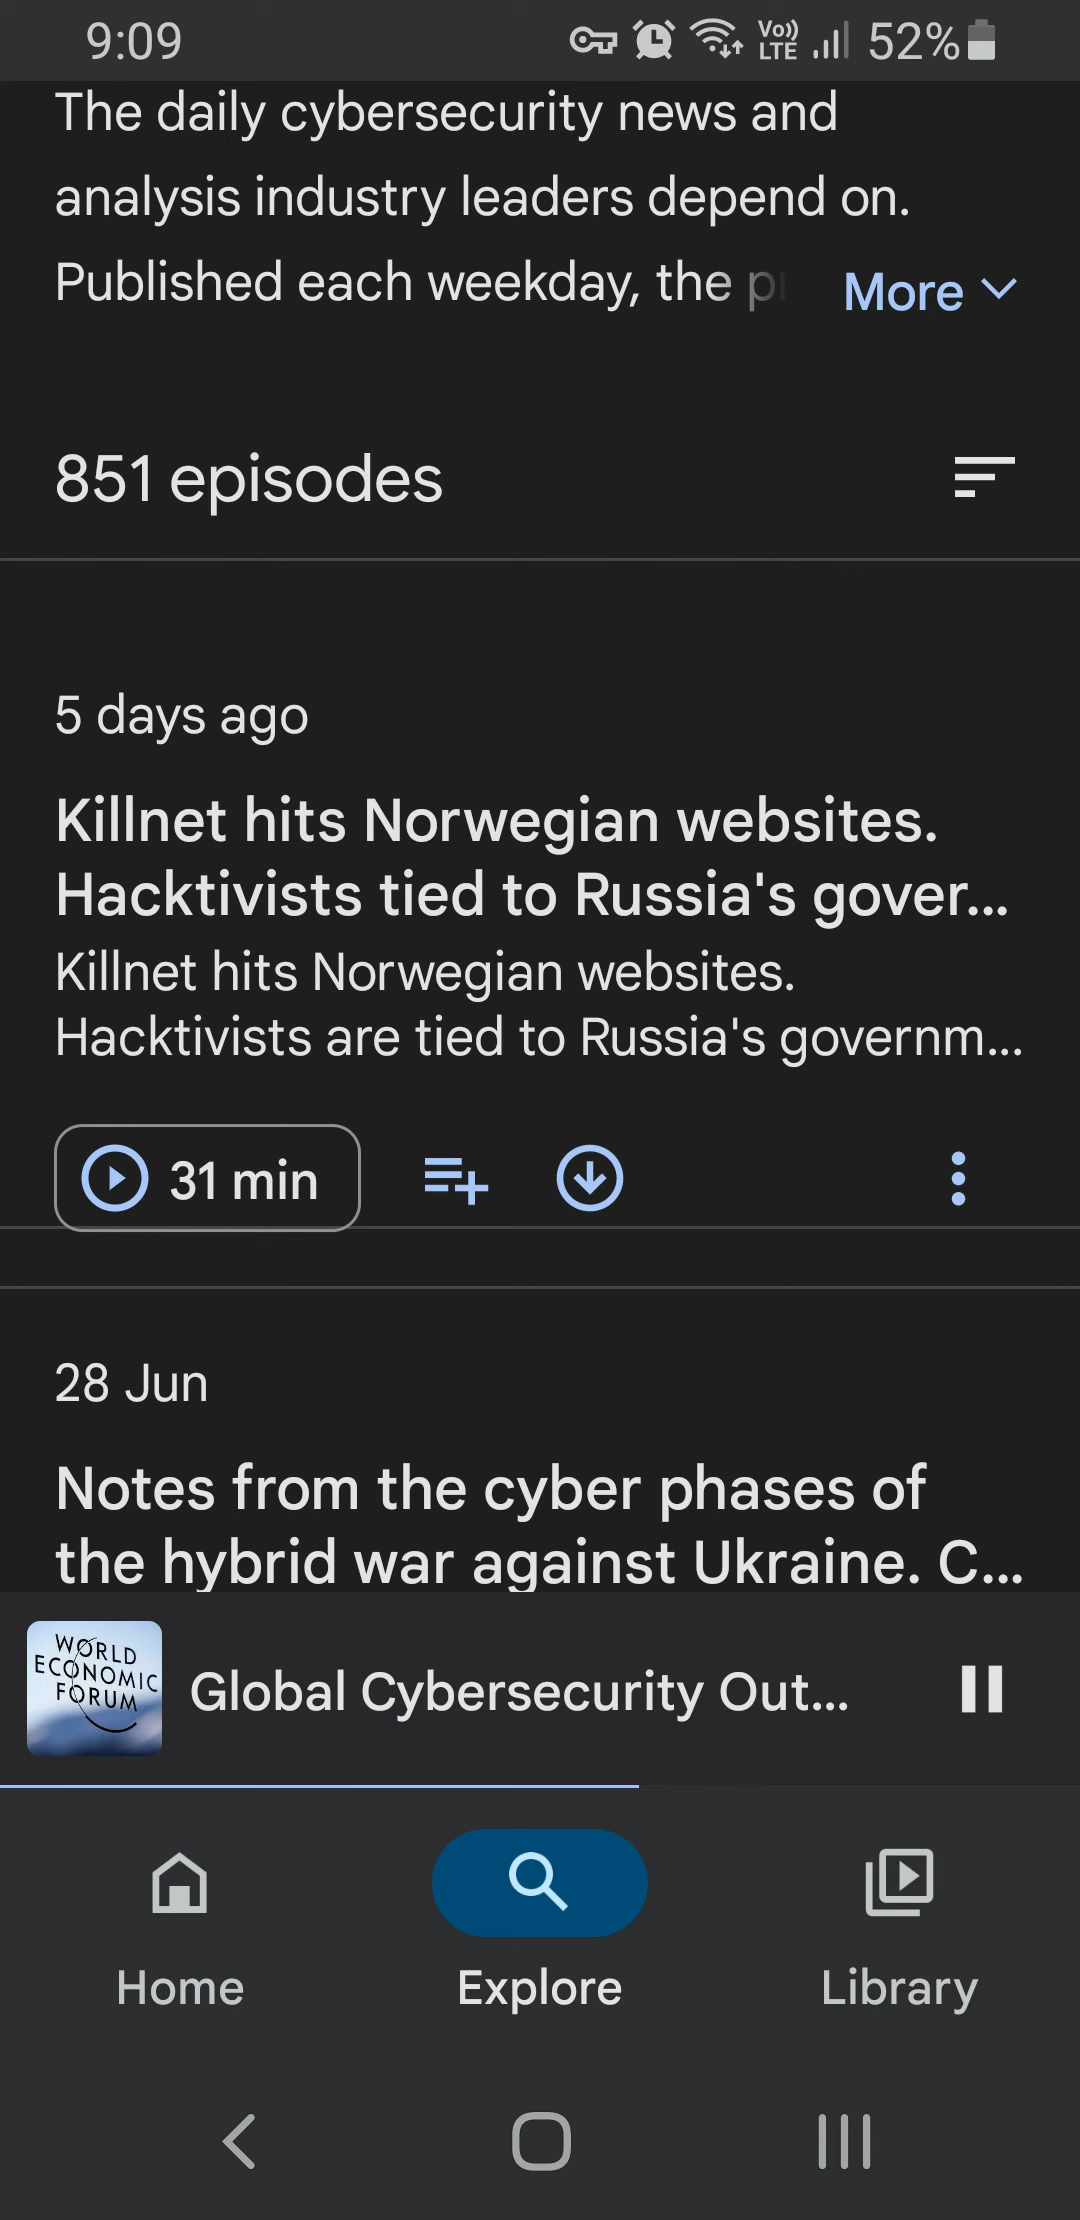 9:09
Vo)) LTE 52%
The daily cybersecurity news and
analysis industry leaders depend on.
Published each weekday, the
More
851 episodes
5 days ago
Killnet hits Norwegian websites.
Hacktivists tied to Russia's gover...
Killnet hits Norwegian websites.
Hacktivists are tied to Russia's governm...
31 min
28 Jun
Notes from the cyber phases of
the hybrid war against Ukraine. C...
WORLD
ECONOMIC
FORUM
Global Cybersecurity Out...
Home
Explore
Library